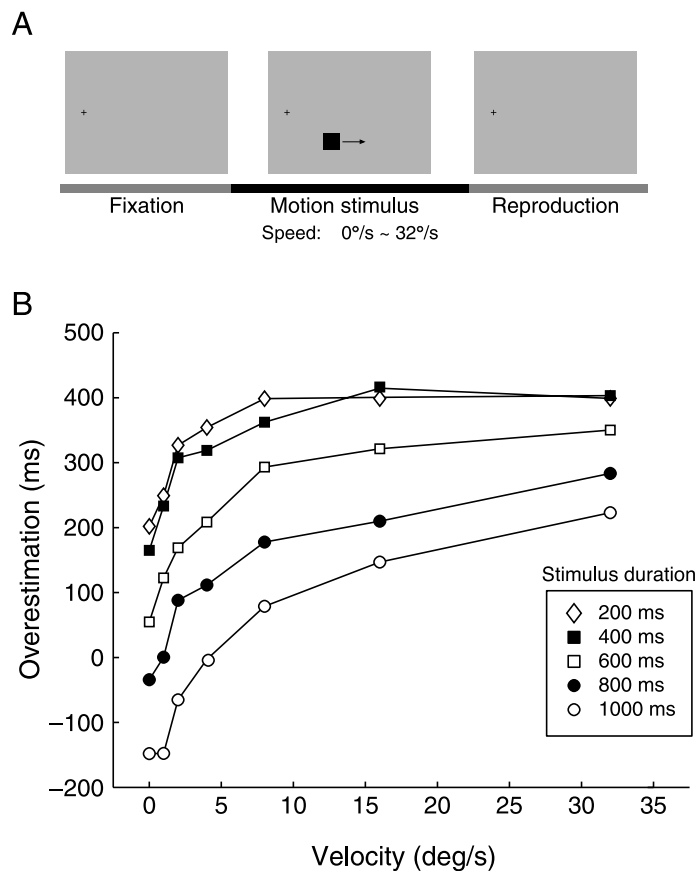 A
Fixation
Motion stimulus
Reproduction
Speed: 0°/s ~ 32°/s
B
500
400
300
200
100
0
−100
−200
Overestimation (ms)
Stimulus duration
200 ms
400 ms
600 ms
800 ms
1000 ms
0 5 10 15 20 25 30 35
Velocity (deg/s)